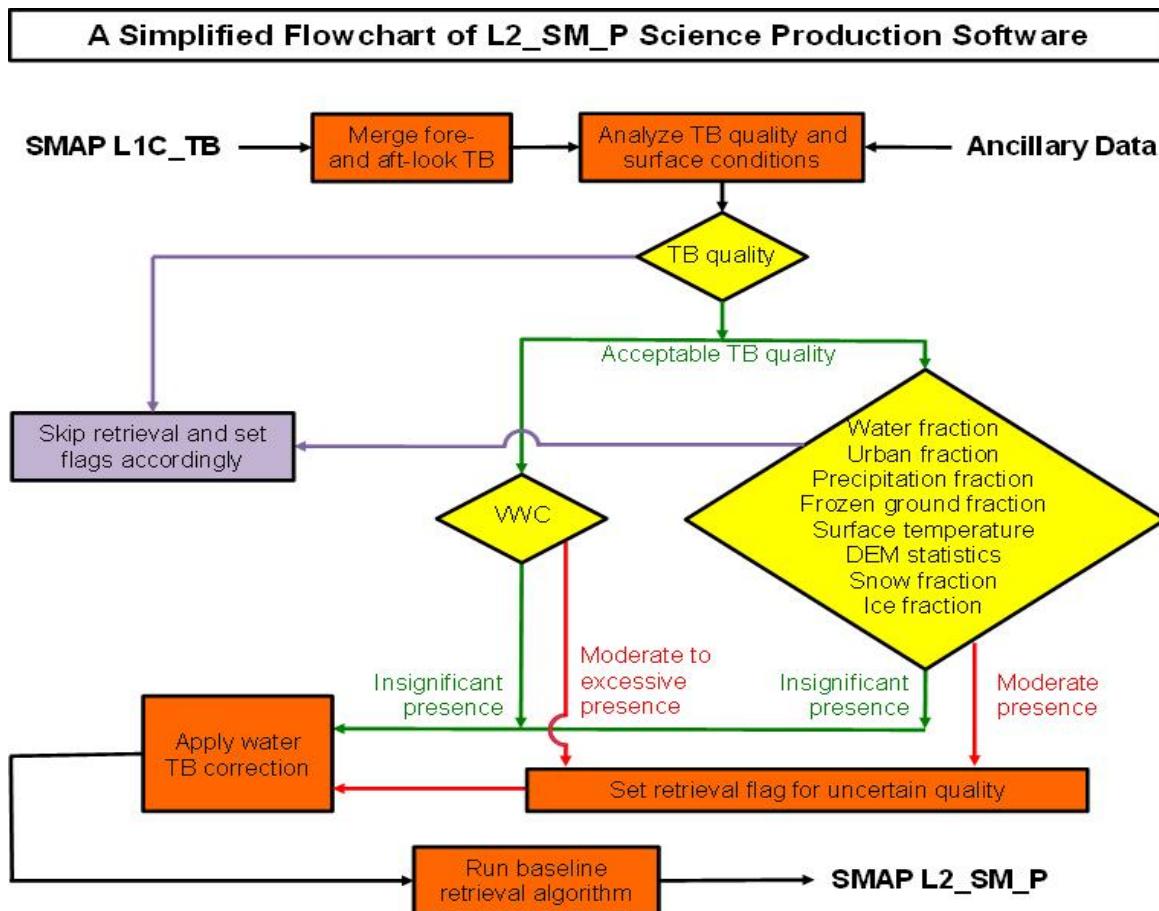 A Simplified Flowchart of L2_SM_P Science Production Software
SMAP L1C_TB
Merge fore-
and aft-look TB
Analyze TB quality and
surface conditions
Ancillary Data
TB quality
Acceptable TB quality
Skip retrieval and set
flags accordingly
Water fraction
Urban fraction
Precipitation fraction
Frozen ground fraction
Surface temperature
DEM statistics
Snow fraction
Ice fraction
VWC
Insignificant
presence
Moderate to
excessive
presence
Insignificant
presence
Moderate
presence
Apply water
TB correction
Set retrieval flag for uncertain quality
Run baseline
retrieval algorithm
SMAP L2_SM_P